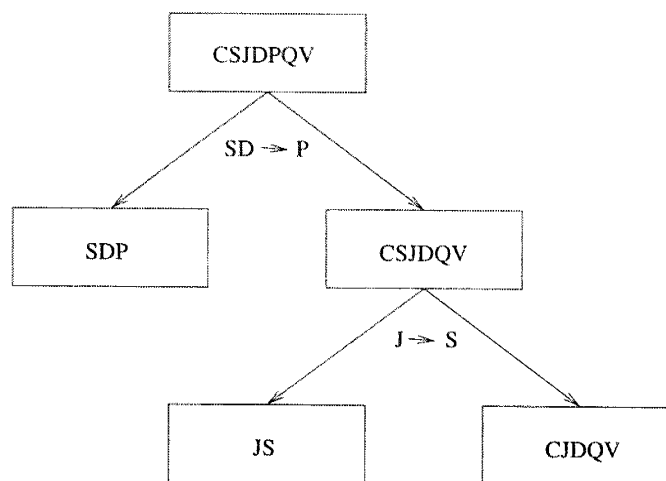 CSJDPQV
SD → P
SDP
CSJDQV
J → S
JS
CJDQV